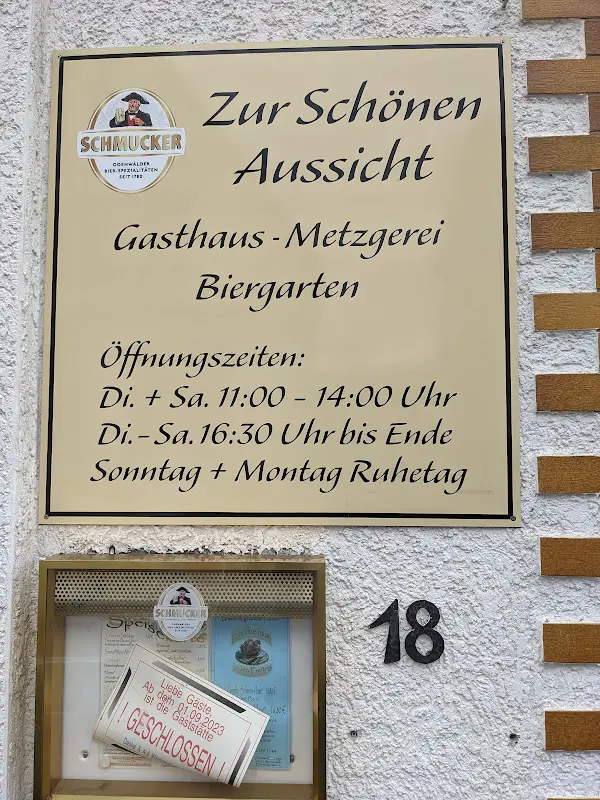 Zur Schönen
Aussicht
SCHMUCKER
ODENWÄLDER
BIER-SPEZIALITÄTEN
SEIT 1780
Gasthaus - Metzgerei
Biergarten
Öffnungszeiten:
Di. + Sa. 11:00 - 14:00 Uhr
Di. - Sa. 16:30 Uhr bis Ende
Sonntag + Montag Ruhetag
18
SCHMUCKER
Liebe Gäste
Ab dem 01.09.2023
ist die Gaststätte
! GESCHLOSSEN !